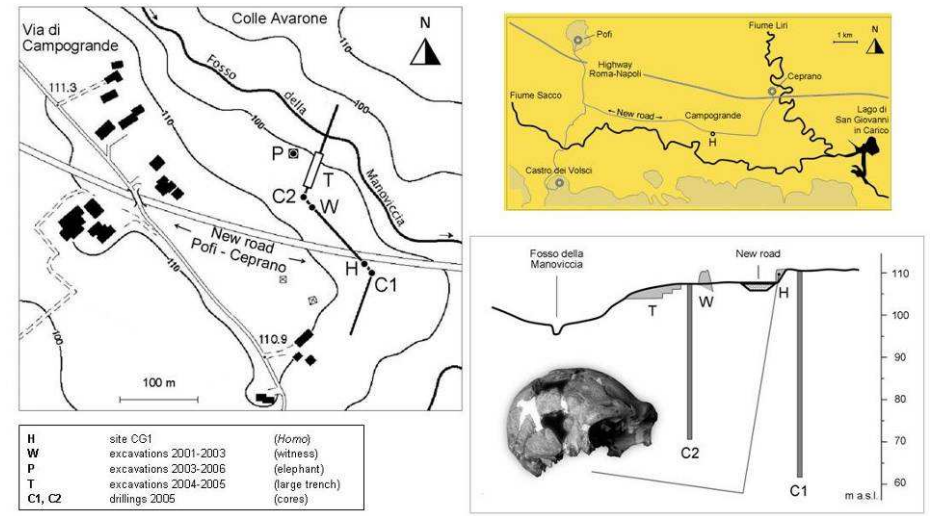 Via di
Campogrande
Colle Avarone
N
110
111.3
110
Fosso
della
Manoviccia
100
100
P
T
C2
W
New road
Pofi - Ceprano
H
C1
110
110
100
110.9
100 m
H site CG1 (Homo)
W excavations 2001-2003 (witness)
P excavations 2003-2006 (elephant)
T excavations 2004-2005 (large trench)
C1, C2 drillings 2005 (cores)
Fiume Liri
N
1 km
Pofi
Highway
Roma-Napoli
Ceprano
Fiume Sacco
← New road →
Campogrande
H
Lago di
San Giovanni
in Carico
Castro dei Volsci
Fosso della
Manoviccia
New road
T
W
H
C2
C1
110
100
90
80
70
60
m a.s.l.